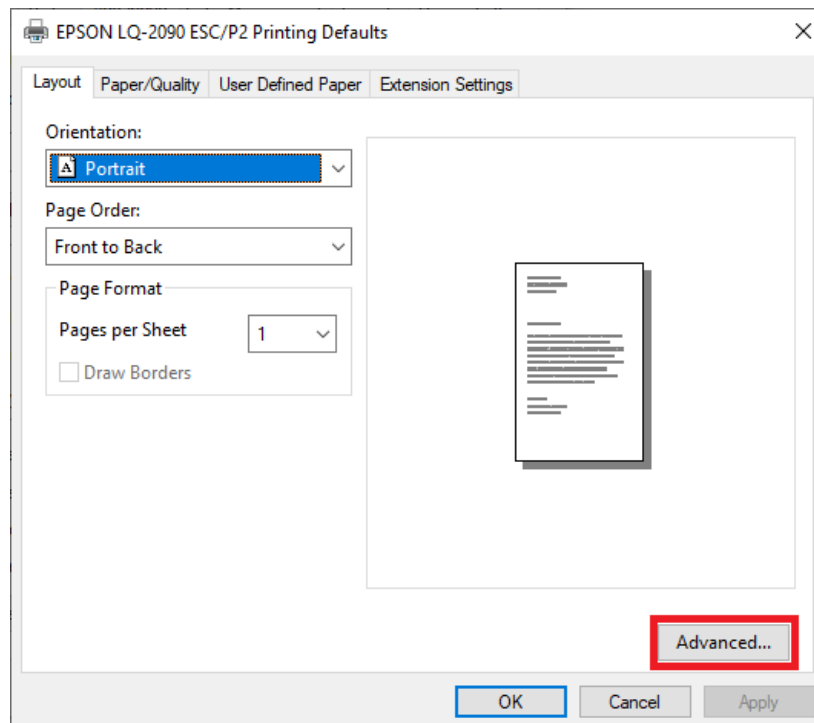 EPSON LQ-2090 ESC/P2 Printing Defaults
Layout Paper/Quality User Defined Paper Extension Settings
Orientation:
A Portrait
Page Order:
Front to Back
Page Format
Pages per Sheet 1
Draw Borders
Advanced...
OK Cancel Apply